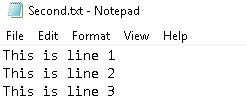 Second.txt - Notepad
File Edit Format View Help
This is line 1
This is line 2
This is line 3